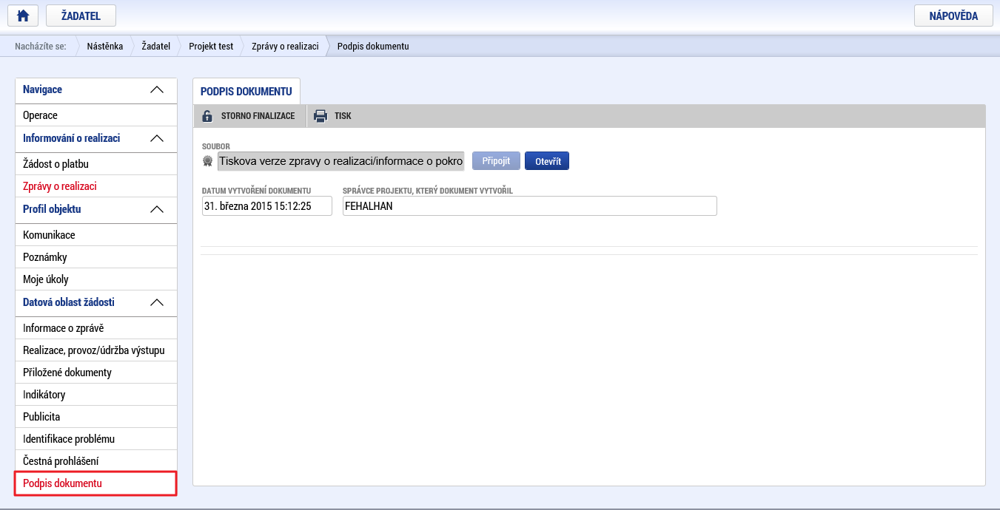 ŽADATEL
NÁPOVĚDA
Nacházíte se: Nástěnka Žadatel Projekt test Zprávy o realizaci Podpis dokumentu
Navigace
Operace
Informování o realizaci
Žádost o platbu
Zprávy o realizaci
Profil objektu
Komunikace
Poznámky
Moje úkoly
Datová oblast žádosti
Informace o zprávě
Realizace, provoz/údržba výstupu
Přiložené dokumenty
Indikátory
Publicita
Identifikace problému
Čestná prohlášení
Podpis dokumentu
PODPIS DOKUMENTU
STORNO FINALIZACE TISK
SOUBOR
Tiskova verze zpravy o realizaci/informace o pokro Připojit Otevřít
DATUM VYTVOŘENÍ DOKUMENTU SPRÁVCE PROJEKTU, KTERÝ DOKUMENT VYTVOŘIL
31. března 2015 15:12:25 FEHALHAN